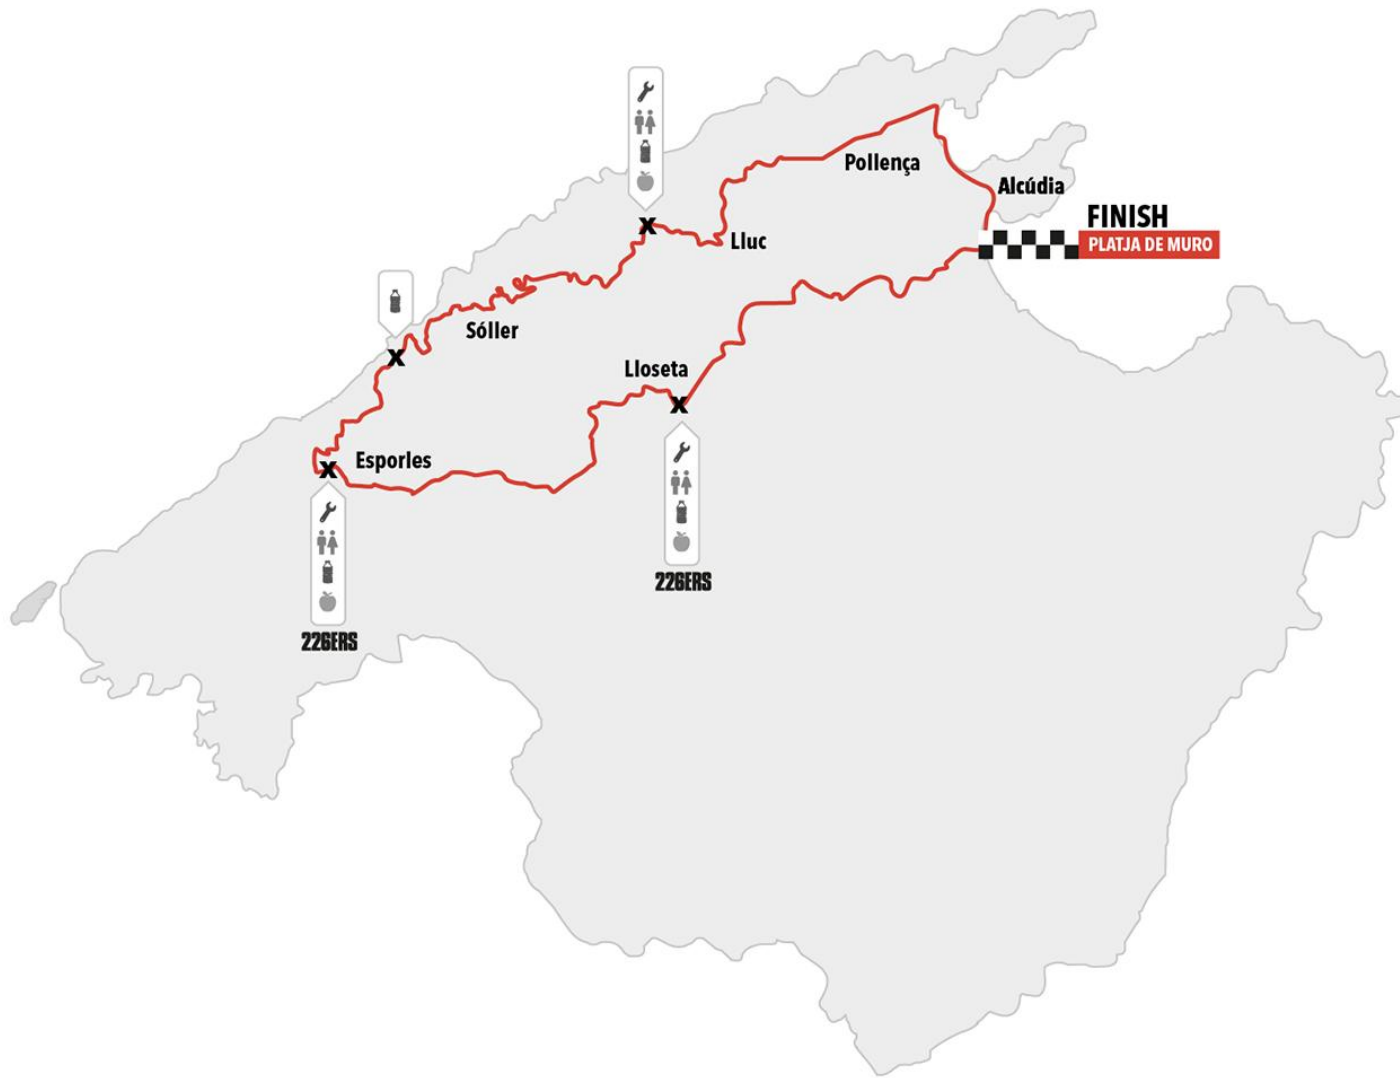 Pollença
Alcúdia
FINISH
PLATJA DE MURO
Lluc
Sóller
Lloseta
Esporles
226ERS
226ERS